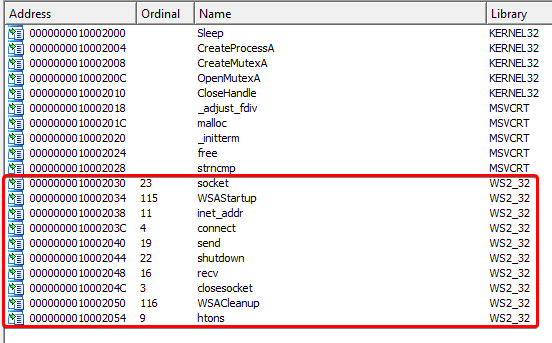 Address Ordinal Name Library
0000000010002000 Sleep KERNEL32
0000000010002004 CreateProcessA KERNEL32
0000000010002008 CreateMutexA KERNEL32
000000001000200C OpenMutexA KERNEL32
0000000010002010 CloseHandle KERNEL32
0000000010002018 _adjust_fdiv MSVCRT
000000001000201C malloc MSVCRT
0000000010002020 _initterm MSVCRT
0000000010002024 free MSVCRT
0000000010002028 strncmp MSVCRT
0000000010002030 23 socket WS2_32
0000000010002034 115 WSAStartup WS2_32
0000000010002038 11 inet_addr WS2_32
000000001000203C 4 connect WS2_32
0000000010002040 19 send WS2_32
0000000010002044 22 shutdown WS2_32
0000000010002048 16 recv WS2_32
000000001000204C 3 closesocket WS2_32
0000000010002050 116 WSACleanup WS2_32
0000000010002054 9 htons WS2_32